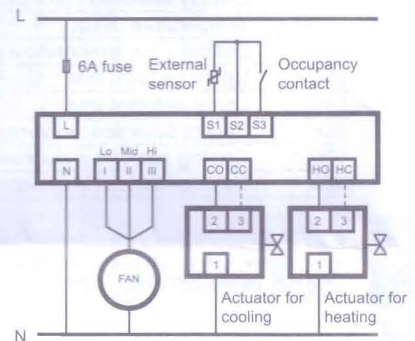 L
6A fuse
External sensor
Occupancy contact
L
S1 S2 S3
Lo Mid Hi
N
I II III
CO CC
HO HC
2 3
2 3
1
1
FAN
Actuator for cooling
Actuator for heating
N